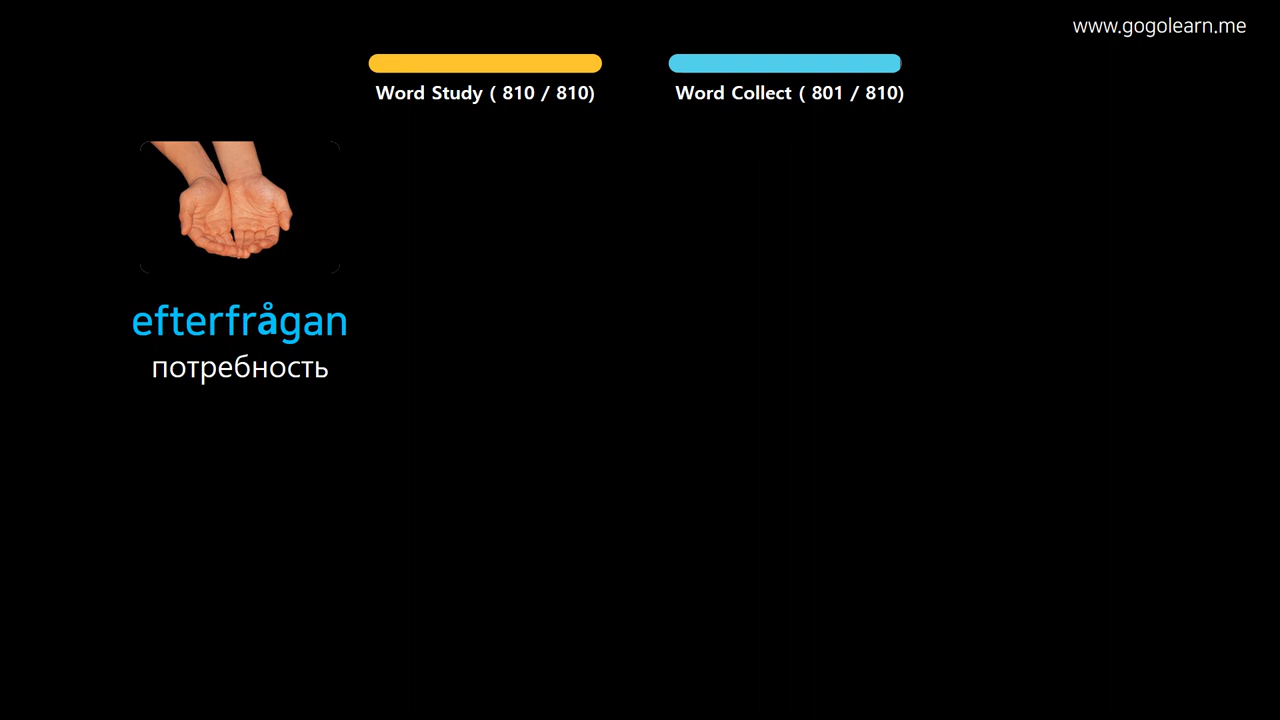 www.gogolearn.me
Word Study ( 810 / 810)
Word Collect ( 801 / 810)
efterfrågan
потребность